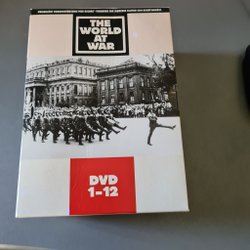 THE WORLD
AT WAR
DVD
1-12